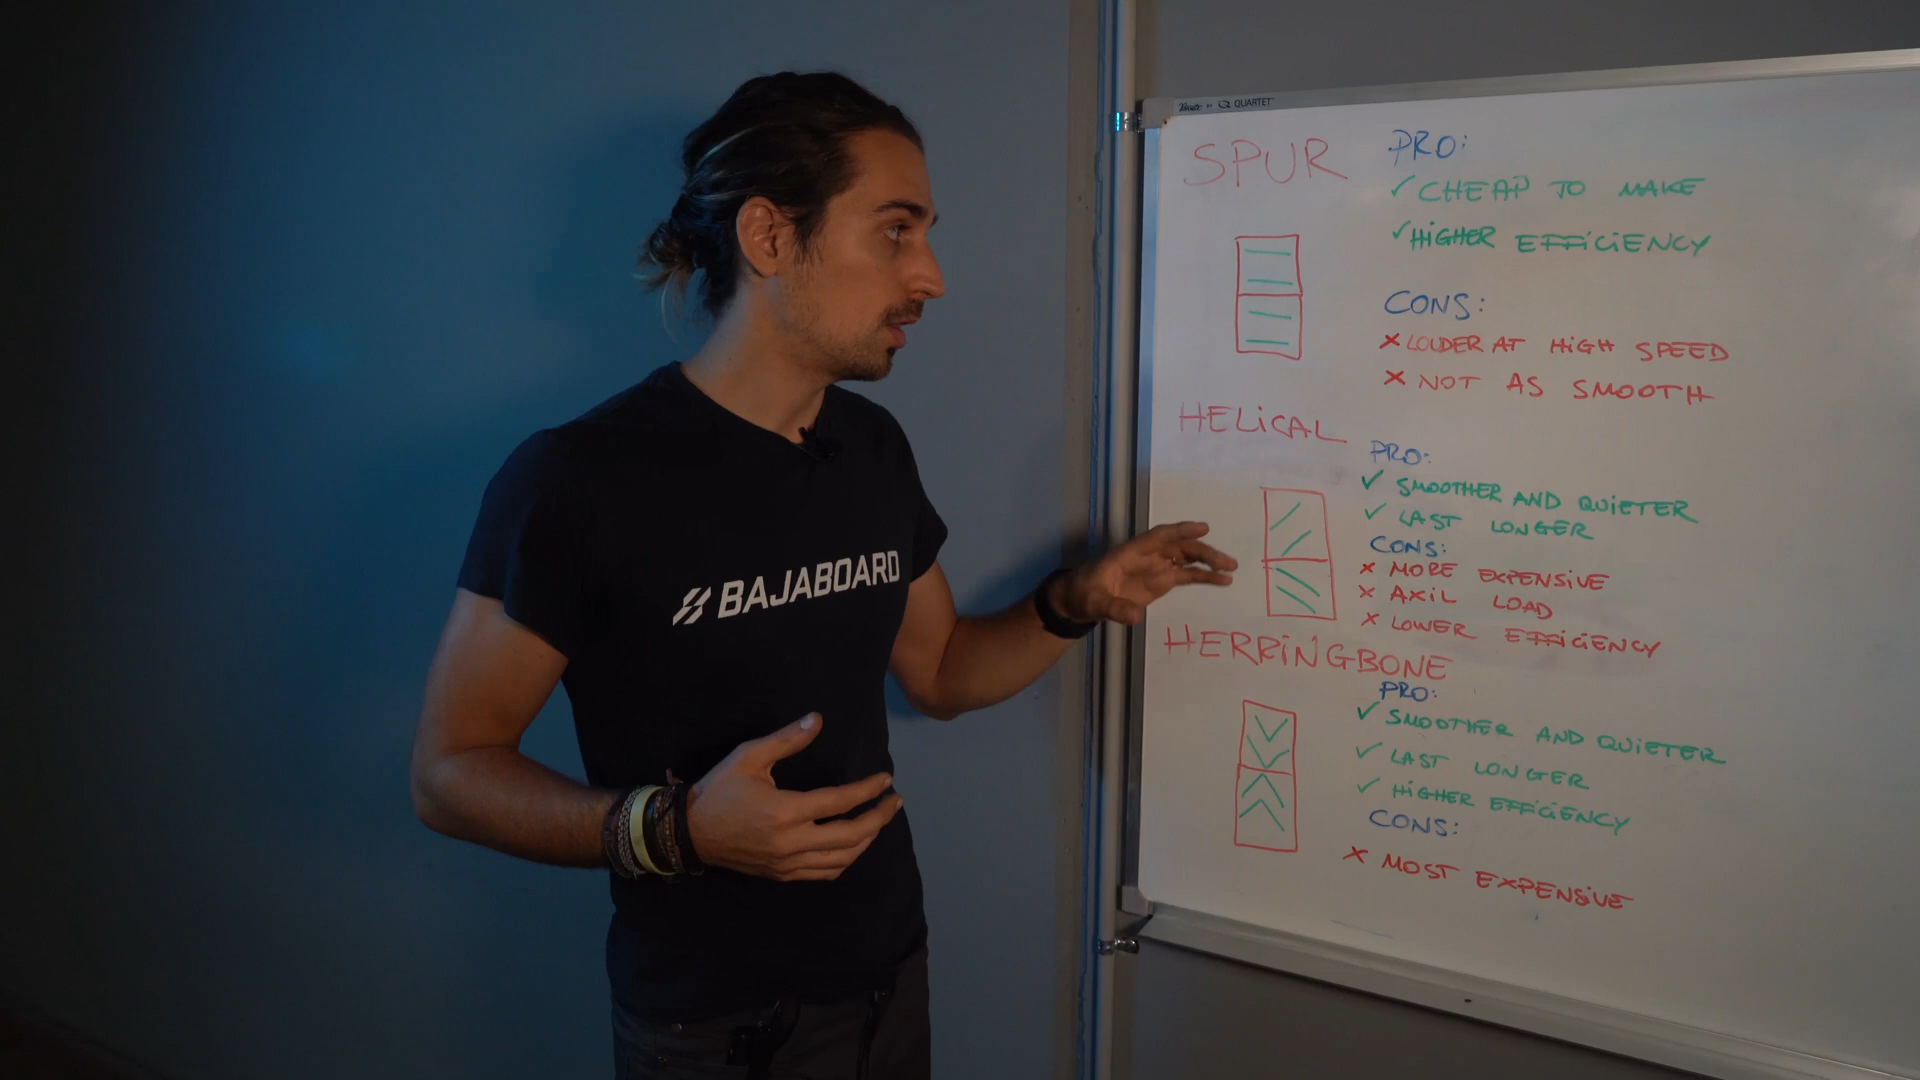 BY QUARTET
SPUR
PRO:
✓ CHEAP TO MAKE
✓ HIGHER EFFICIENCY
CONS:
× LOUDER AT HIGH SPEED
× NOT AS SMOOTH
HELICAL
PRO:
✓ SMOOTHER AND QUIETER
✓ LAST LONGER
CONS:
× MORE EXPENSIVE
× AXIL LOAD
× LOWER EFFICIENCY
HERRINGBONE
PRO:
✓ SMOOTHER AND QUIETER
✓ LAST LONGER
✓ HIGHER EFFICIENCY
CONS:
× MOST EXPENSIVE
BAJABOARD